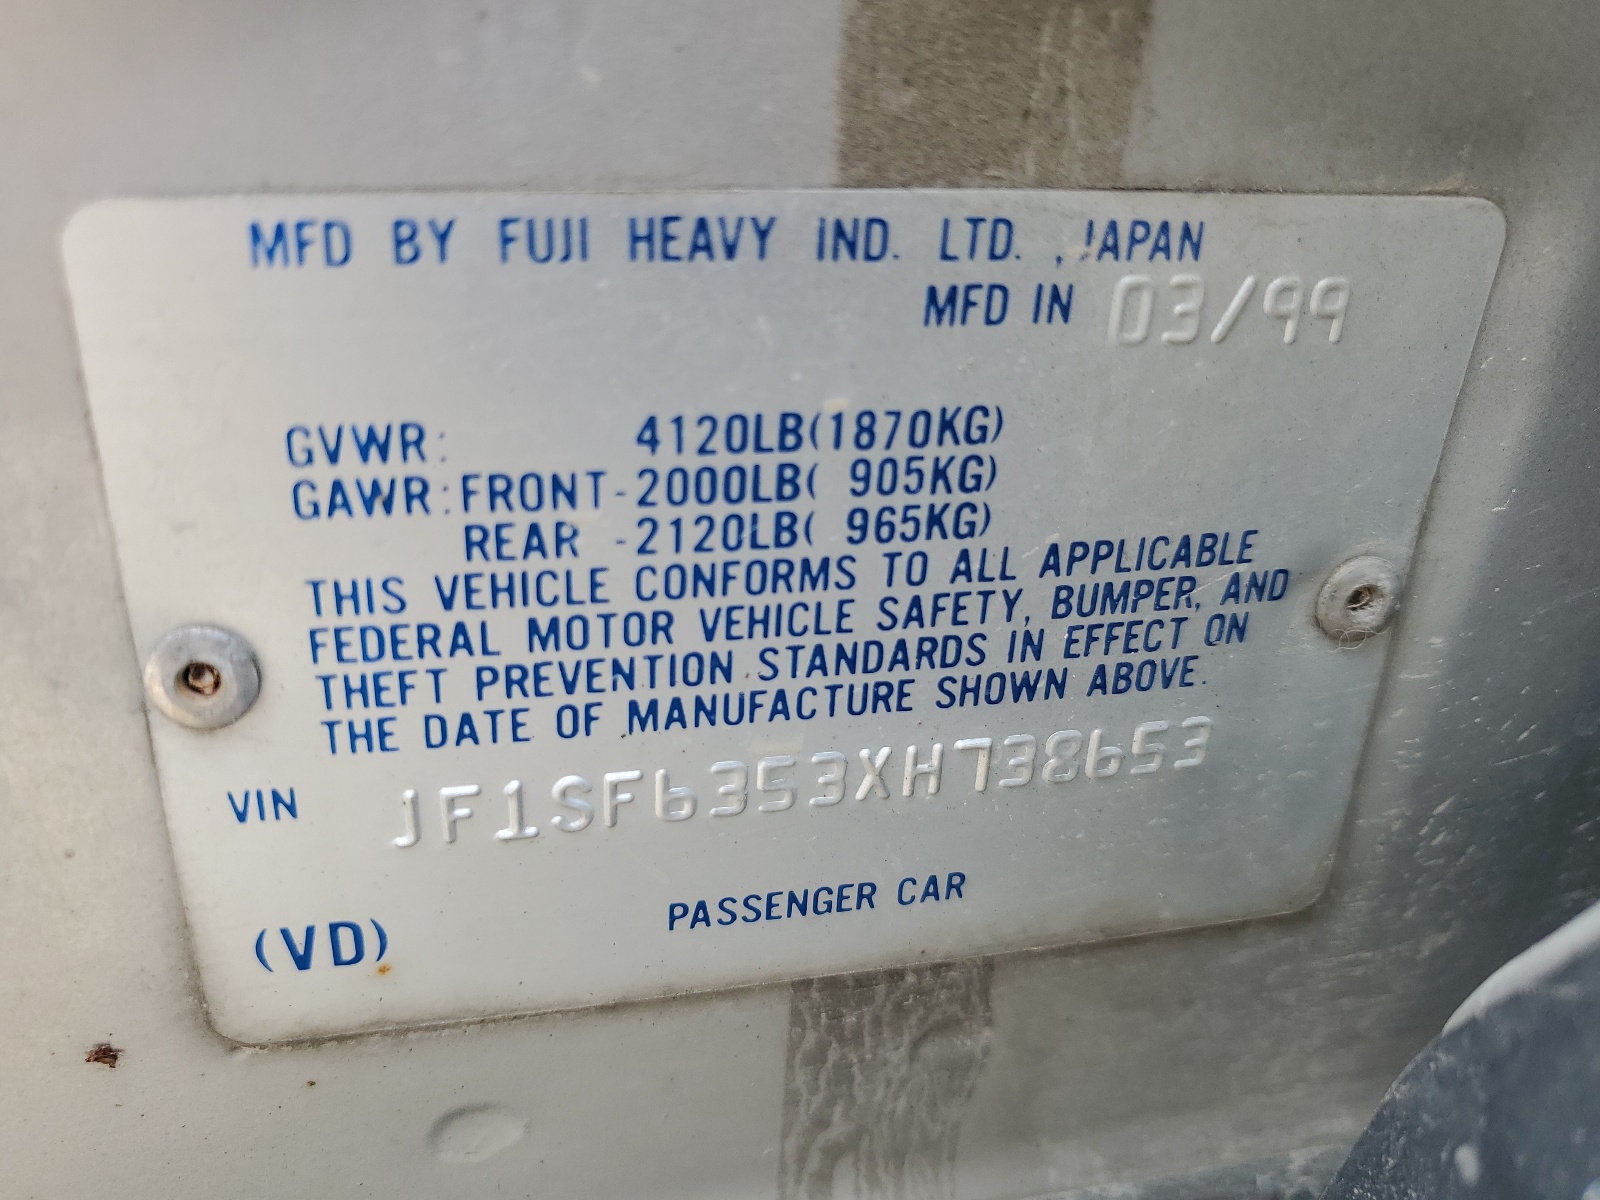 MFD BY FUJI HEAVY IND. LTD. ,JAPAN
MFD IN 03/99
GVWR: 4120LB(1870KG)
GAWR:FRONT-2000LB( 905KG)
REAR -2120LB( 965KG)
THIS VEHICLE CONFORMS TO ALL APPLICABLE
FEDERAL MOTOR VEHICLE SAFETY, BUMPER, AND
THEFT PREVENTION STANDARDS IN EFFECT ON
THE DATE OF MANUFACTURE SHOWN ABOVE.
VIN JF1SF6353XH738653
PASSENGER CAR
(VD)